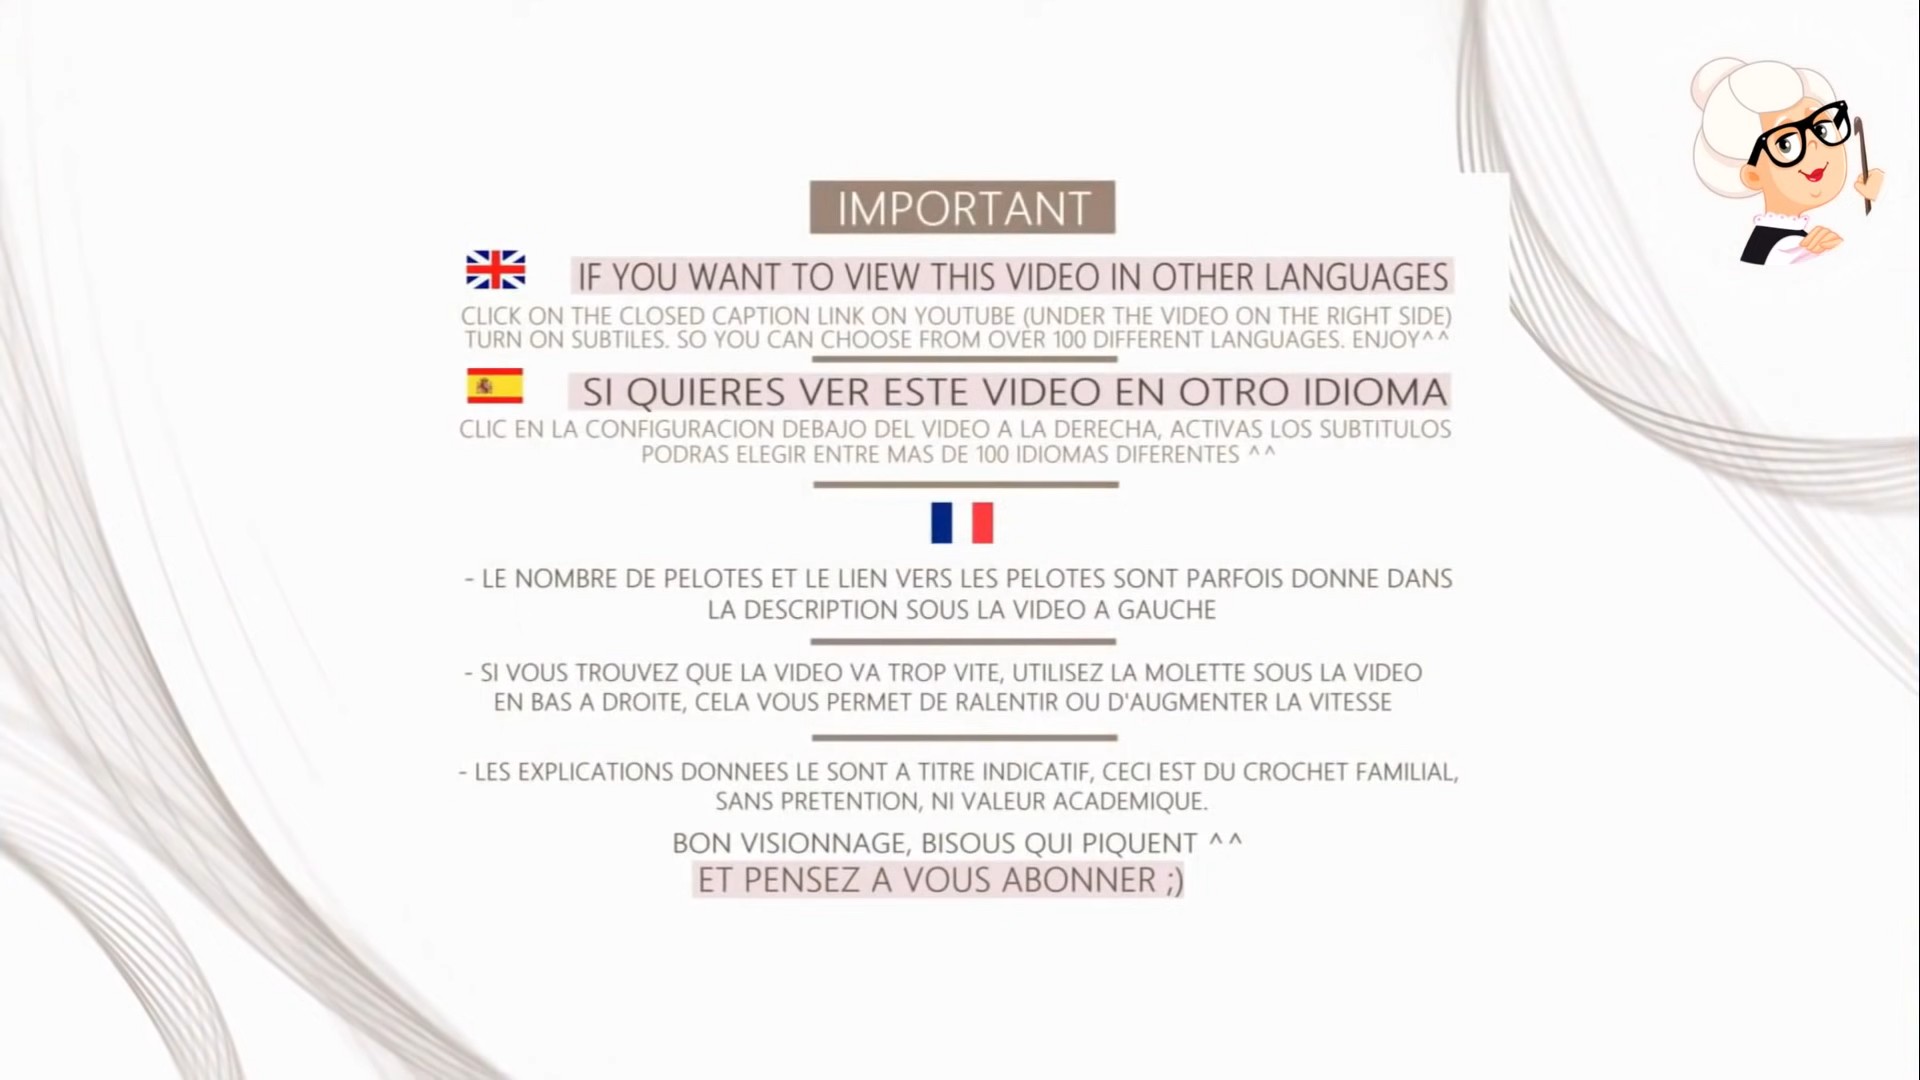 IMPORTANT
IF YOU WANT TO VIEW THIS VIDEO IN OTHER LANGUAGES
CLICK ON THE CLOSED CAPTION LINK ON YOUTUBE (UNDER THE VIDEO ON THE RIGHT SIDE)
TURN ON SUBTILES. SO YOU CAN CHOOSE FROM OVER 100 DIFFERENT LANGUAGES. ENJOY^^
SI QUIERES VER ESTE VIDEO EN OTRO IDIOMA
CLIC EN LA CONFIGURACION DEBAJO DEL VIDEO A LA DERECHA, ACTIVAS LOS SUBTITULOS
PODRAS ELEGIR ENTRE MAS DE 100 IDIOMAS DIFERENTES ^^
- LE NOMBRE DE PELOTES ET LE LIEN VERS LES PELOTES SONT PARFOIS DONNE DANS
LA DESCRIPTION SOUS LA VIDEO A GAUCHE
- SI VOUS TROUVEZ QUE LA VIDEO VA TROP VITE, UTILISEZ LA MOLETTE SOUS LA VIDEO
EN BAS A DROITE, CELA VOUS PERMET DE RALENTIR OU D'AUGMENTER LA VITESSE
- LES EXPLICATIONS DONNEES LE SONT A TITRE INDICATIF, CECI EST DU CROCHET FAMILIAL,
SANS PRETENTION, NI VALEUR ACADEMIQUE.
BON VISIONNAGE, BISOUS QUI PIQUENT ^^
ET PENSEZ A VOUS ABONNER ;)